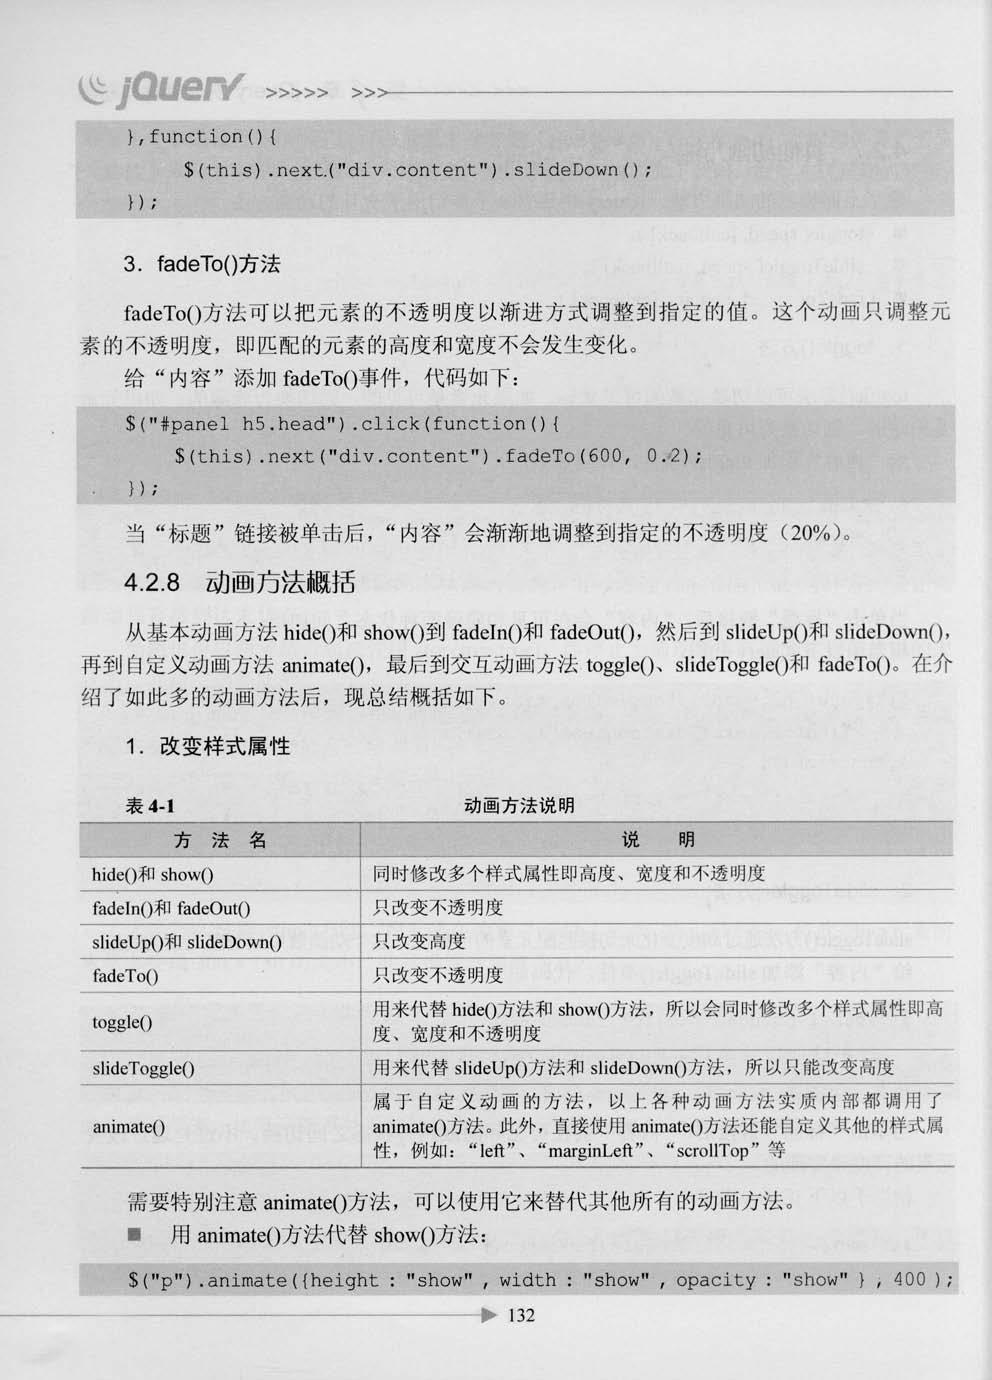 jQuery >>>>> >>>
},function(){
$(this).next.("div.content").slideDown();
});
3．fadeTo()方法
fadeTo()方法可以把元素的不透明度以渐进方式调整到指定的值。这个动画只调整元
素的不透明度，即匹配的元素的高度和宽度不会发生变化。
给“内容”添加 fadeTo()事件，代码如下：
$("#panel h5.head").click(function(){
$(this).next("div.content").fadeTo(600, 0.2);
});
当“标题”链接被单击后，“内容”会渐渐地调整到指定的不透明度（20%）。
4.2.8 动画方法概括
从基本动画方法 hide()和 show()到 fadeIn()和 fadeOut()，然后到 slideUp()和 slideDown()，
再到自定义动画方法 animate()，最后到交互动画方法 toggle()、slideToggle()和 fadeTo()。在介
绍了如此多的动画方法后，现总结概括如下。
1．改变样式属性
表 4-1 动画方法说明
方 法 名 说 明
hide()和 show() 同时修改多个样式属性即高度、宽度和不透明度
fadeIn()和 fadeOut() 只改变不透明度
slideUp()和 slideDown() 只改变高度
fadeTo() 只改变不透明度
toggle() 用来代替 hide()方法和 show()方法，所以会同时修改多个样式属性即高
度、宽度和不透明度
slideToggle() 用来代替 slideUp()方法和 slideDown()方法，所以只能改变高度
animate() 属于自定义动画的方法，以上各种动画方法实质内部都调用了
animate()方法。此外，直接使用 animate()方法还能自定义其他的样式属
性，例如：“left”、“marginLeft”、“scrollTop”等
需要特别注意 animate()方法，可以使用它来替代其他所有的动画方法。
■ 用 animate()方法代替 show()方法：
$("p").animate({height : "show" , width : "show" , opacity : "show" } , 400 );
132